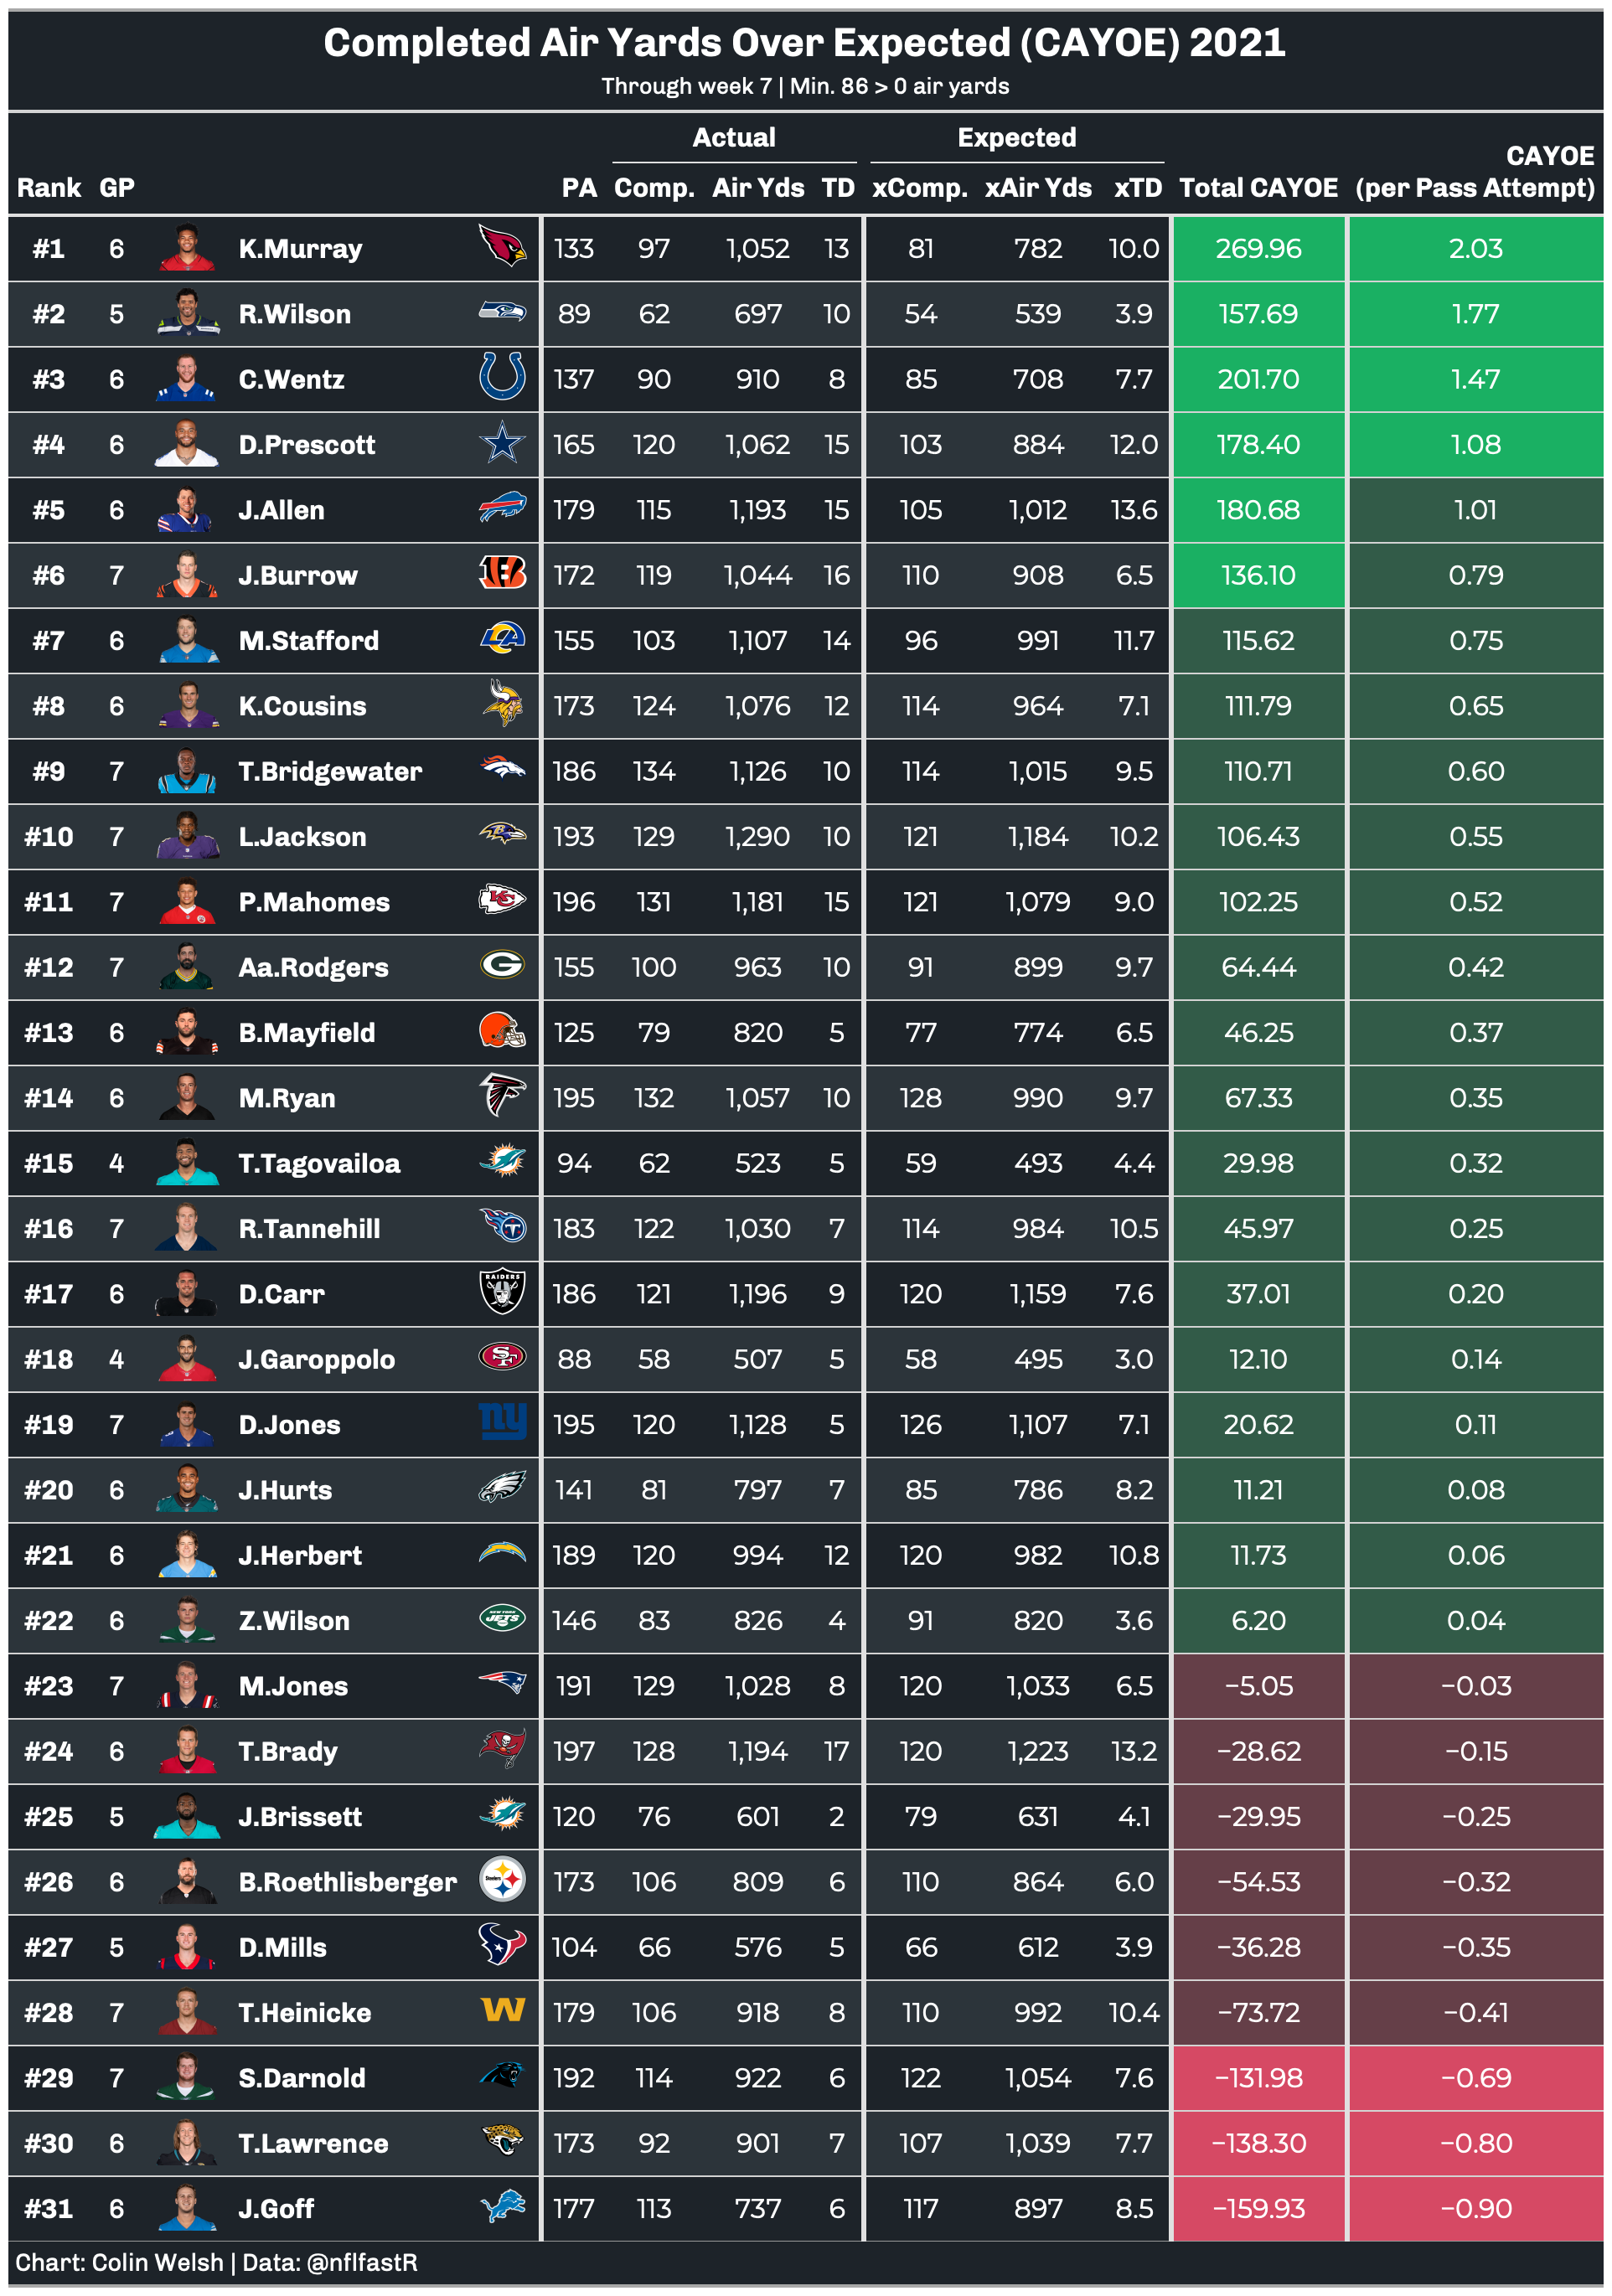 Completed Air Yards Over Expected (CAYOE) 2021
Through week 7 | Min. 86 > 0 air yards
Actual Expected CAYOE
Rank GP PA Comp. Air Yds TD xComp. xAir Yds xTD Total CAYOE (per Pass Attempt)
#1 6 K.Murray 133 97 1,052 13 81 782 10.0 269.96 2.03
#2 5 R.Wilson 89 62 697 10 54 539 3.9 157.69 1.77
#3 6 C.Wentz 137 90 910 8 85 708 7.7 201.70 1.47
#4 6 D.Prescott 165 120 1,062 15 103 884 12.0 178.40 1.08
#5 6 J.Allen 179 115 1,193 15 105 1,012 13.6 180.68 1.01
#6 7 J.Burrow 172 119 1,044 16 110 908 6.5 136.10 0.79
#7 6 M.Stafford 155 103 1,107 14 96 991 11.7 115.62 0.75
#8 6 K.Cousins 173 124 1,076 12 114 964 7.1 111.79 0.65
#9 7 T.Bridgewater 186 134 1,126 10 114 1,015 9.5 110.71 0.60
#10 7 L.Jackson 193 129 1,290 10 121 1,184 10.2 106.43 0.55
#11 7 P.Mahomes 196 131 1,181 15 121 1,079 9.0 102.25 0.52
#12 7 Aa.Rodgers 155 100 963 10 91 899 9.7 64.44 0.42
#13 6 B.Mayfield 125 79 820 5 77 774 6.5 46.25 0.37
#14 6 M.Ryan 195 132 1,057 10 128 990 9.7 67.33 0.35
#15 4 T.Tagovailoa 94 62 523 5 59 493 4.4 29.98 0.32
#16 7 R.Tannehill 183 122 1,030 7 114 984 10.5 45.97 0.25
#17 6 D.Carr RAIDERS 186 121 1,196 9 120 1,159 7.6 37.01 0.20
#18 4 J.Garoppolo SF 88 58 507 5 58 495 3.0 12.10 0.14
#19 7 D.Jones ny 195 120 1,128 5 126 1,107 7.1 20.62 0.11
#20 6 J.Hurts 141 81 797 7 85 786 8.2 11.21 0.08
#21 6 J.Herbert 189 120 994 12 120 982 10.8 11.73 0.06
#22 6 Z.Wilson NEW YORK JETS 146 83 826 4 91 820 3.6 6.20 0.04
#23 7 M.Jones 191 129 1,028 8 120 1,033 6.5 −5.05 −0.03
#24 6 T.Brady 197 128 1,194 17 120 1,223 13.2 −28.62 −0.15
#25 5 J.Brissett 120 76 601 2 79 631 4.1 −29.95 −0.25
#26 6 B.Roethlisberger Steelers 173 106 809 6 110 864 6.0 −54.53 −0.32
#27 5 D.Mills 104 66 576 5 66 612 3.9 −36.28 −0.35
#28 7 T.Heinicke W 179 106 918 8 110 992 10.4 −73.72 −0.41
#29 7 S.Darnold 192 114 922 6 122 1,054 7.6 −131.98 −0.69
#30 6 T.Lawrence 173 92 901 7 107 1,039 7.7 −138.30 −0.80
#31 6 J.Goff 177 113 737 6 117 897 8.5 −159.93 −0.90
Chart: Colin Welsh | Data: @nflfastR